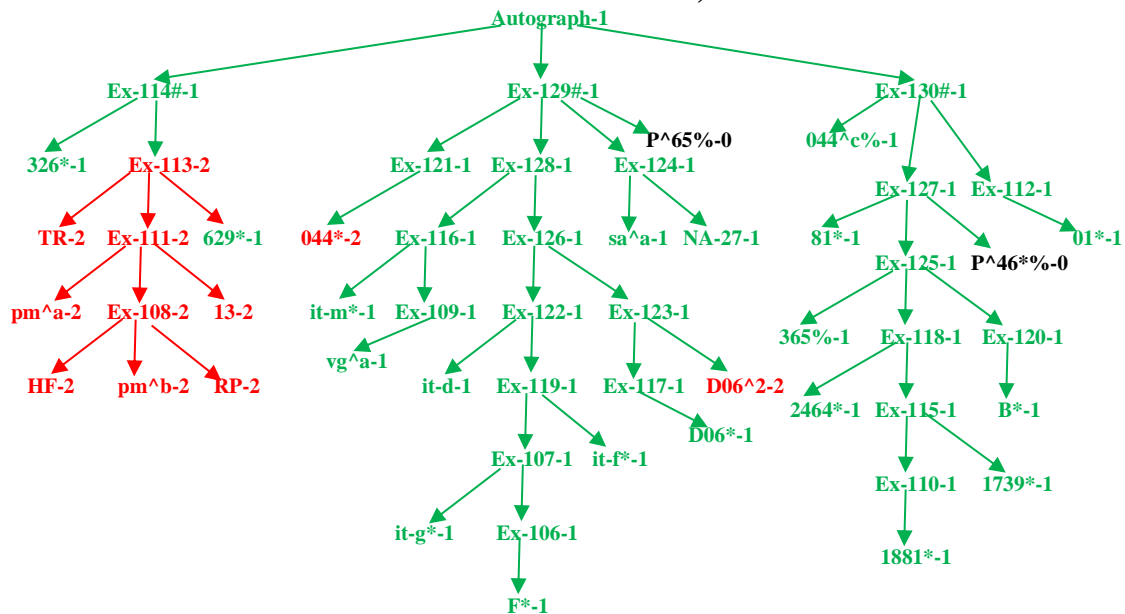 Autograph-1
Ex-114#-1 Ex-129#-1 Ex-130#-1
P^65%-0 044^c%-1
326*-1 Ex-113-2 Ex-121-1 Ex-128-1 Ex-124-1
Ex-127-1 Ex-112-1
TR-2 Ex-111-2 629*-1 044*-2 Ex-116-1 Ex-126-1 sa^a-1 NA-27-1 81*-1 01*-1
Ex-125-1 P^46*%-0
pm^a-2 Ex-108-2 13-2 it-m*-1 Ex-109-1 Ex-122-1 Ex-123-1
365%-1 Ex-118-1 Ex-120-1
vg^a-1
HF-2 pm^b-2 RP-2 it-d-1 Ex-119-1 Ex-117-1 D06^2-2
2464*-1 Ex-115-1 B*-1
D06*-1
Ex-107-1 it-f*-1
Ex-110-1 1739*-1
it-g*-1 Ex-106-1
1881*-1
F*-1